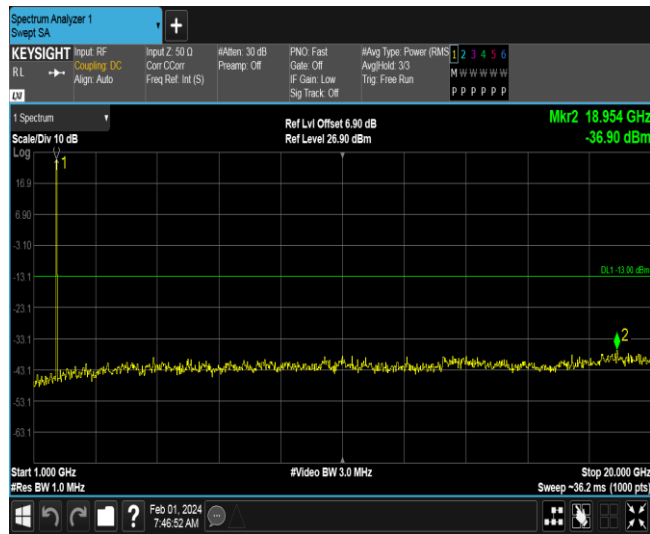 Spectrum Analyzer 1
Swept SA
+
KEYSIGHT
RL
LXI
Input: RF
Coupling: DC
Align: Auto
Input Z: 50 Ω
Corr CCorr
Freq Ref: Int (S)
#Atten: 30 dB
Preamp: Off
PNO: Fast
Gate: Off
IF Gain: Low
Sig Track: Off
#Avg Type: Power (RMS
Avg|Hold: 3/3
Trig: Free Run
1 2 3 4 5 6
M W W W W W
P P P P P P
1 Spectrum
Scale/Div 10 dB
Ref Lvl Offset 6.90 dB
Ref Level 26.90 dBm
Mkr2 18.954 GHz
-36.90 dBm
Log
1
16.9
6.90
-3.10
-13.1
DL1 -13.00 dBm
-23.1
-33.1
2
-43.1
-53.1
-63.1
Start 1.000 GHz
#Video BW 3.0 MHz
Stop 20.000 GHz
#Res BW 1.0 MHz
Sweep ~36.2 ms (1000 pts)
?
Feb 01, 2024
7:46:52 AM